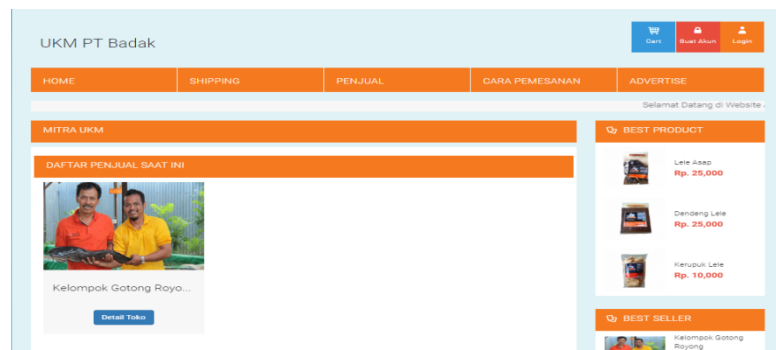 UKM PT Badak
Cart
Buat Akun
Login
HOME
SHIPPING
PENJUAL
CARA PEMESANAN
ADVERTISE
Selamat Datang di Website
MITRA UKM
DAFTAR PENJUAL SAAT INI
Kelompok Gotong Royo...
Detail Toko
BEST PRODUCT
Lele Asap
Rp. 25,000
Dendeng Lele
Rp. 25,000
Kerupuk Lele
Rp. 10,000
BEST SELLER
Kelompok Gotong
Royong